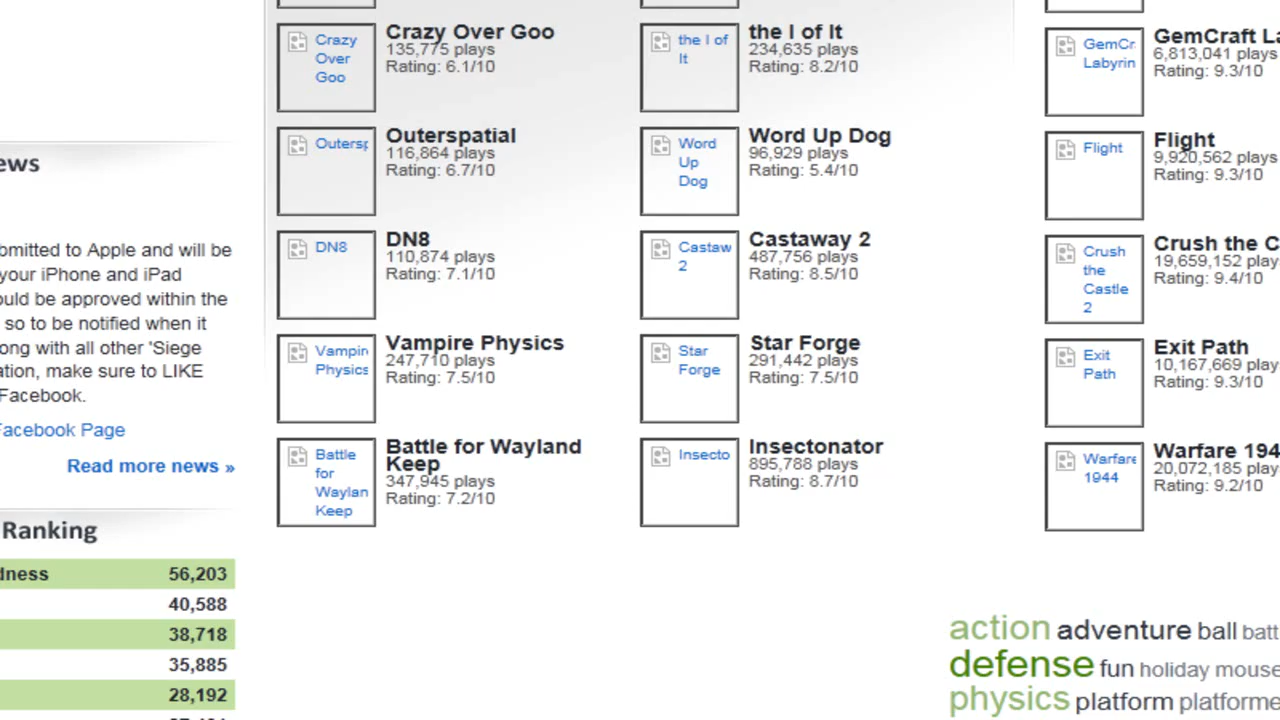 ews
bmitted to Apple and will be
your iPhone and iPad
ould be approved within the
so to be notified when it
ong with all other 'Siege
ation, make sure to LIKE
Facebook.
Facebook Page
Read more news »
Ranking
dness 56,203
40,588
38,718
35,885
28,192
Crazy
Over
Goo
Crazy Over Goo
135,775 plays
Rating: 6.1/10
Outersp
Outerspatial
116,864 plays
Rating: 6.7/10
DN8
DN8
110,874 plays
Rating: 7.1/10
Vampir
Physics
Vampire Physics
247,710 plays
Rating: 7.5/10
Battle
for
Waylan
Keep
Battle for Wayland
Keep
347,945 plays
Rating: 7.2/10
the I of
It
the I of It
234,635 plays
Rating: 8.2/10
Word
Up
Dog
Word Up Dog
96,929 plays
Rating: 5.4/10
Castaw
2
Castaway 2
487,756 plays
Rating: 8.5/10
Star
Forge
Star Forge
291,442 plays
Rating: 7.5/10
Insecto
Insectonator
895,788 plays
Rating: 8.7/10
GemCr
Labyrin
GemCraft La
6,813,041 plays
Rating: 9.3/10
Flight
Flight
9,920,562 plays
Rating: 9.3/10
Crush
the
Castle
2
Crush the C
19,659,152 play
Rating: 9.4/10
Exit
Path
Exit Path
10,167,669 play
Rating: 9.3/10
Warfare
1944
Warfare 194
20,072,185 play
Rating: 9.2/10
action adventure ball batt
defense fun holiday mouse
physics platform platforme